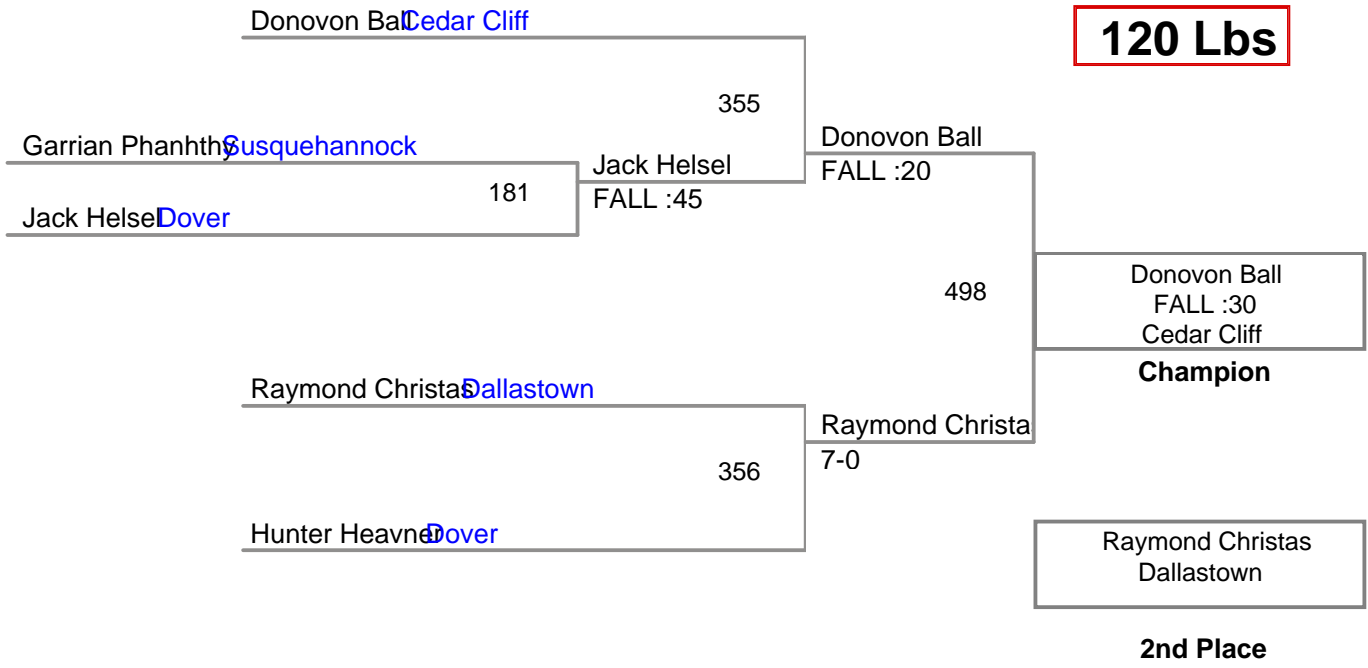 Donovon Ball Cedar Cliff
120 Lbs
355
Garrian Phanhthy Susquehannock
Donovon Ball
FALL :20
Jack Helsel
FALL :45
181
Jack Helsel Dover
498
Donovon Ball
FALL :30
Cedar Cliff
Champion
Raymond Christas Dallastown
Raymond Christa
7-0
356
Hunter Heavner Dover
Raymond Christas
Dallastown
2nd Place